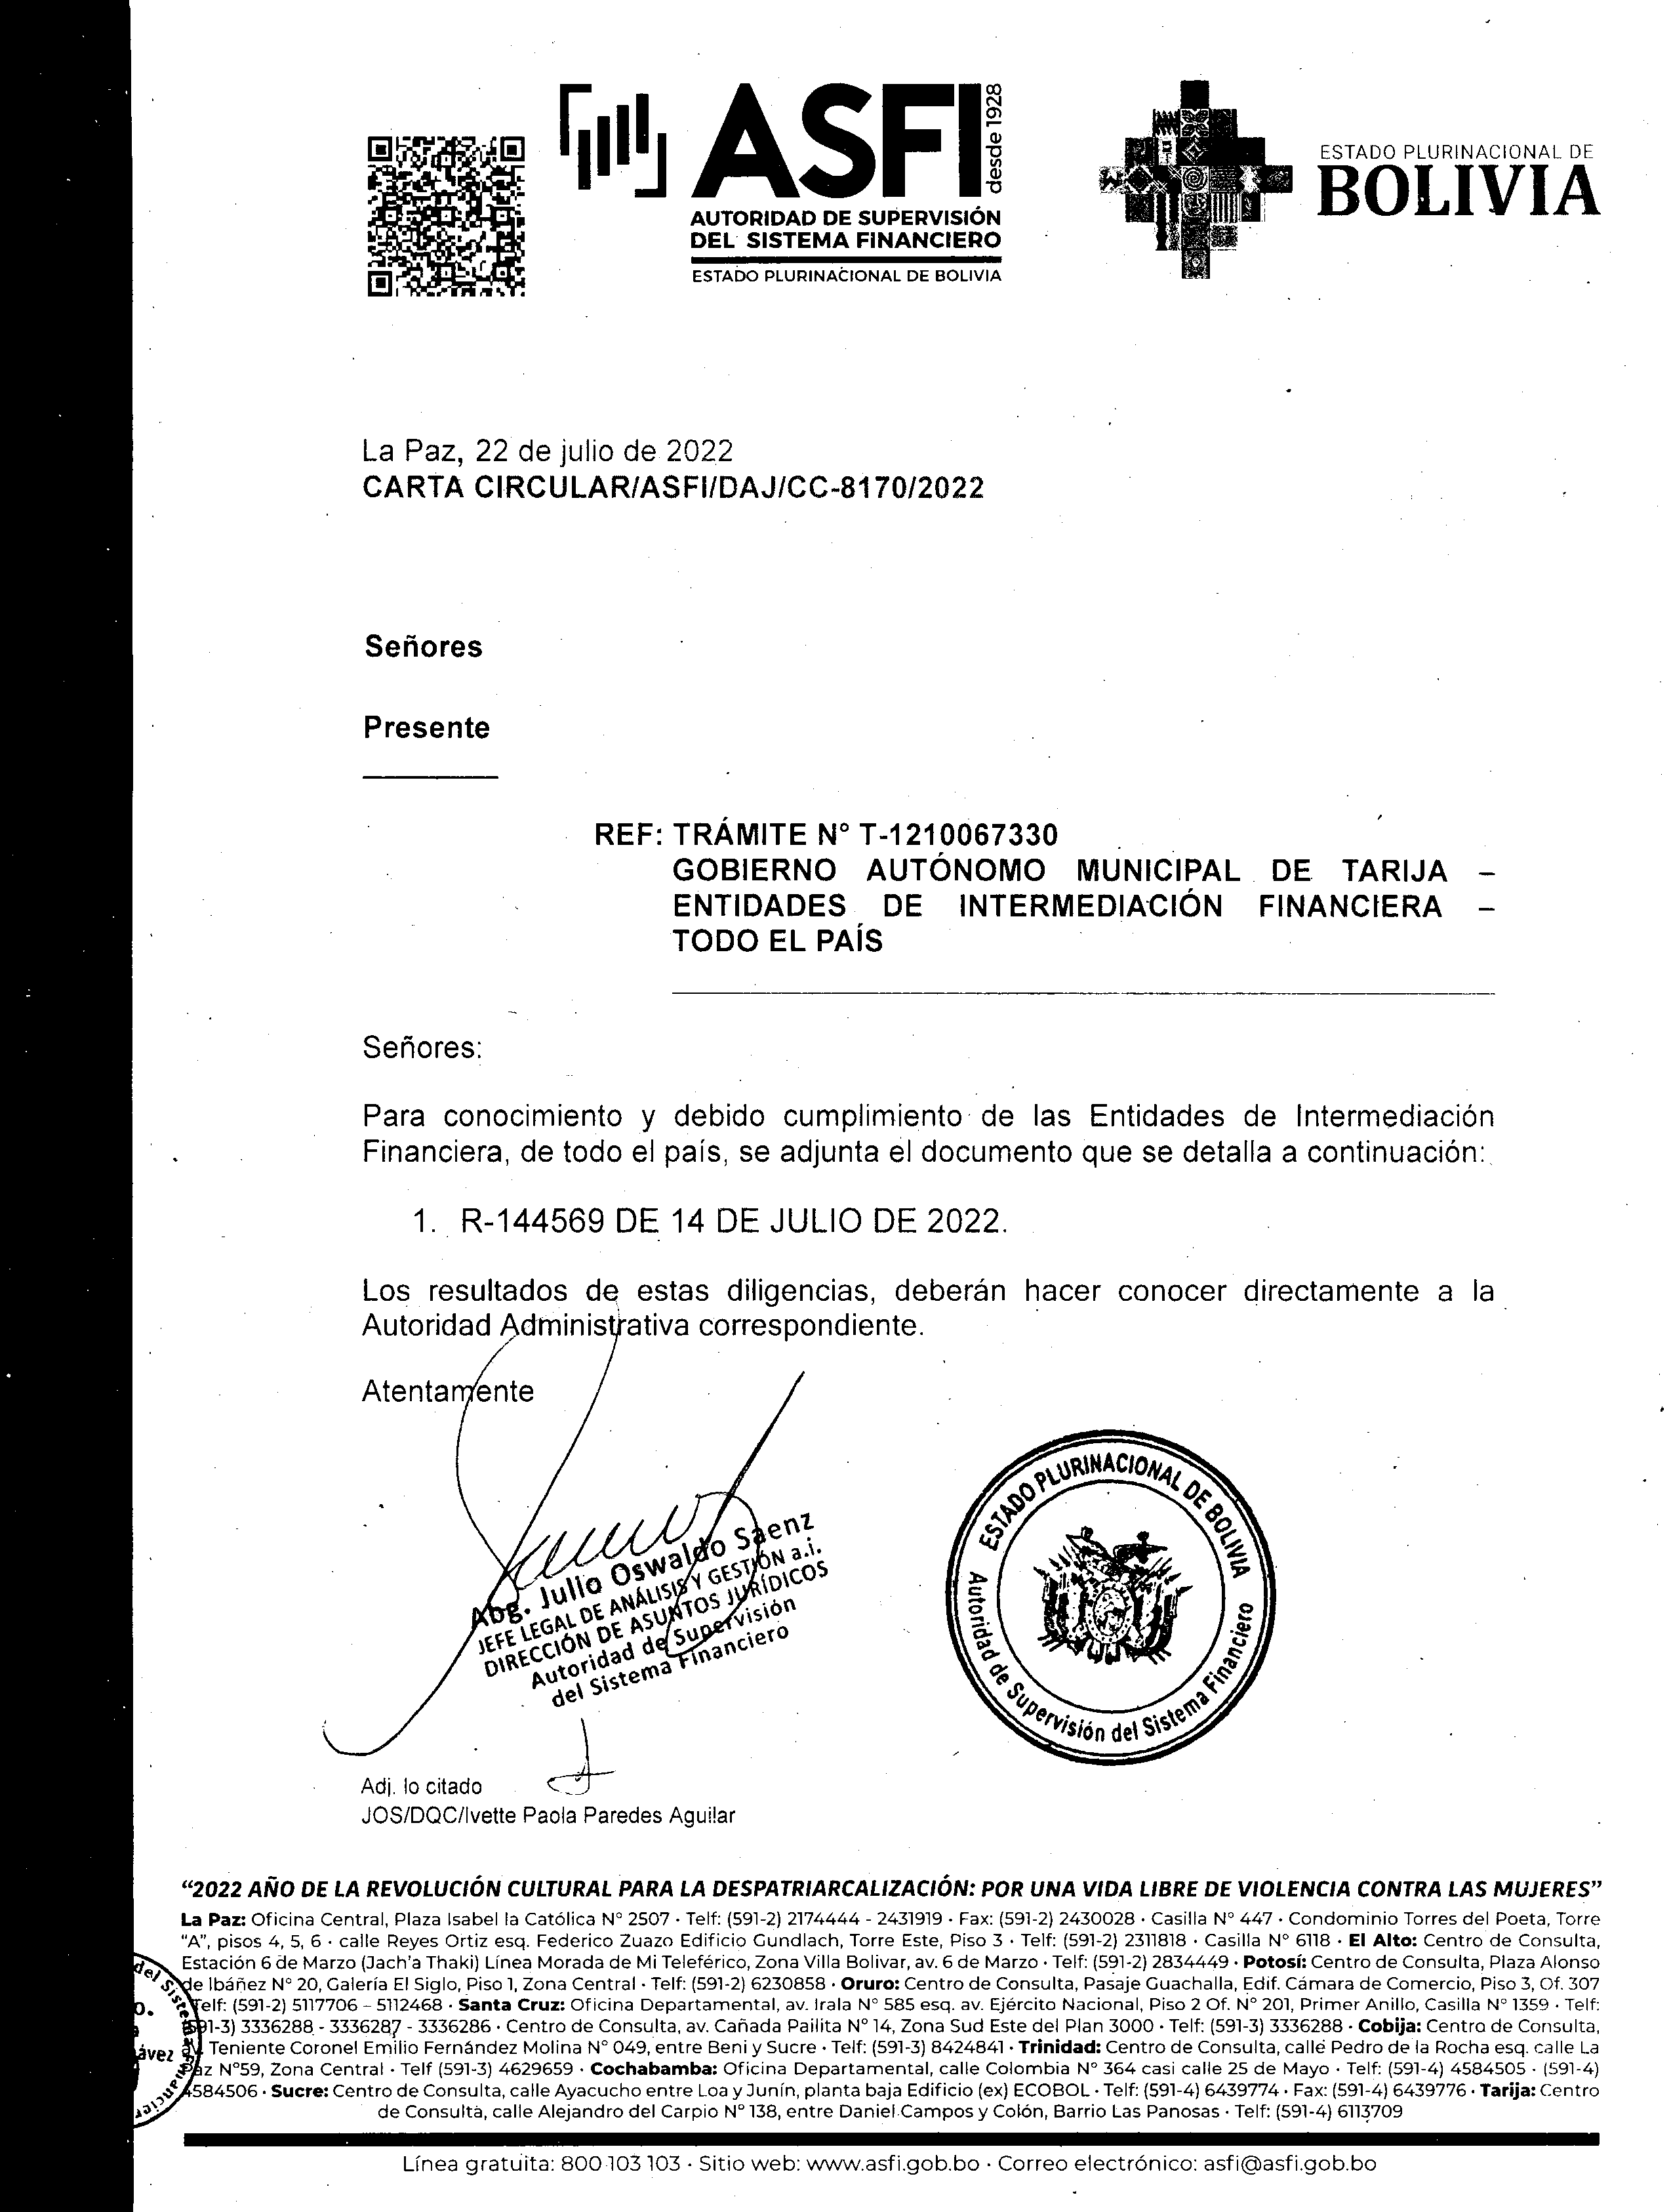 ASFI
desde 1928
AUTORIDAD DE SUPERVISIÓN
DEL SISTEMA FINANCIERO
ESTADO PLURINACIONAL DE BOLIVIA
ESTADO PLURINACIONAL DE
BOLIVIA
La Paz, 22 de julio de 2022
CARTA CIRCULAR/ASFI/DAJ/CC-8170/2022
Señores
Presente
REF: TRÁMITE N° T-1210067330
GOBIERNO AUTÓNOMO MUNICIPAL DE TARIJA –
ENTIDADES DE INTERMEDIACIÓN FINANCIERA –
TODO EL PAÍS
Señores:
Para conocimiento y debido cumplimiento de las Entidades de Intermediación
Financiera, de todo el país, se adjunta el documento que se detalla a continuación:
1. R-144569 DE 14 DE JULIO DE 2022.
Los resultados de estas diligencias, deberán hacer conocer directamente a la
Autoridad Administrativa correspondiente.
Atentamente
Abg. Julio Oswaldo Saenz
JEFE LEGAL DE ANÁLISIS Y GESTIÓN a.i.
DIRECCIÓN DE ASUNTOS JURÍDICOS
Autoridad de Supervisión
del Sistema Financiero
ESTADO PLURINACIONAL DE BOLIVIA
Autoridad de Supervisión del Sistema Financiero
Adj. lo citado
JOS/DQC/Ivette Paola Paredes Aguilar
“2022 AÑO DE LA REVOLUCIÓN CULTURAL PARA LA DESPATRIARCALIZACIÓN: POR UNA VIDA LIBRE DE VIOLENCIA CONTRA LAS MUJERES”
La Paz: Oficina Central, Plaza Isabel la Católica N° 2507 · Telf: (591-2) 2174444 - 2431919 · Fax: (591-2) 2430028 · Casilla N° 447 · Condominio Torres del Poeta, Torre
"A", pisos 4, 5, 6 · calle Reyes Ortiz esq. Federico Zuazo Edificio Gundlach, Torre Este, Piso 3 · Telf: (591-2) 2311818 · Casilla N° 6118 · El Alto: Centro de Consulta,
Estación 6 de Marzo (Jach'a Thaki) Línea Morada de Mi Teleférico, Zona Villa Bolivar, av. 6 de Marzo · Telf: (591-2) 2834449 · Potosí: Centro de Consulta, Plaza Alonso
de Ibáñez N° 20, Galería El Siglo, Piso 1, Zona Central · Telf: (591-2) 6230858 · Oruro: Centro de Consulta, Pasaje Guachalla, Edif. Cámara de Comercio, Piso 3, Of. 307
Telf: (591-2) 5117706 – 5112468 · Santa Cruz: Oficina Departamental, av. Irala N° 585 esq. av. Ejército Nacional, Piso 2 Of. N° 201, Primer Anillo, Casilla N° 1359 · Telf:
(591-3) 3336288 - 3336287 - 3336286 · Centro de Consulta, av. Cañada Pailita N° 14, Zona Sud Este del Plan 3000 · Telf: (591-3) 3336288 · Cobija: Centro de Consulta,
av. Teniente Coronel Emilio Fernández Molina N° 049, entre Beni y Sucre · Telf: (591-3) 8424841 · Trinidad: Centro de Consulta, calle Pedro de la Rocha esq. calle La
Paz N°59, Zona Central · Telf (591-3) 4629659 · Cochabamba: Oficina Departamental, calle Colombia N° 364 casi calle 25 de Mayo · Telf: (591-4) 4584505 · (591-4)
4584506 · Sucre: Centro de Consulta, calle Ayacucho entre Loa y Junín, planta baja Edificio (ex) ECOBOL · Telf: (591-4) 6439774 · Fax: (591-4) 6439776 · Tarija: Centro
de Consulta, calle Alejandro del Carpio N° 138, entre Daniel Campos y Colón, Barrio Las Panosas · Telf: (591-4) 6113709
Línea gratuita: 800 103 103 · Sitio web: www.asfi.gob.bo · Correo electrónico: asfi@asfi.gob.bo